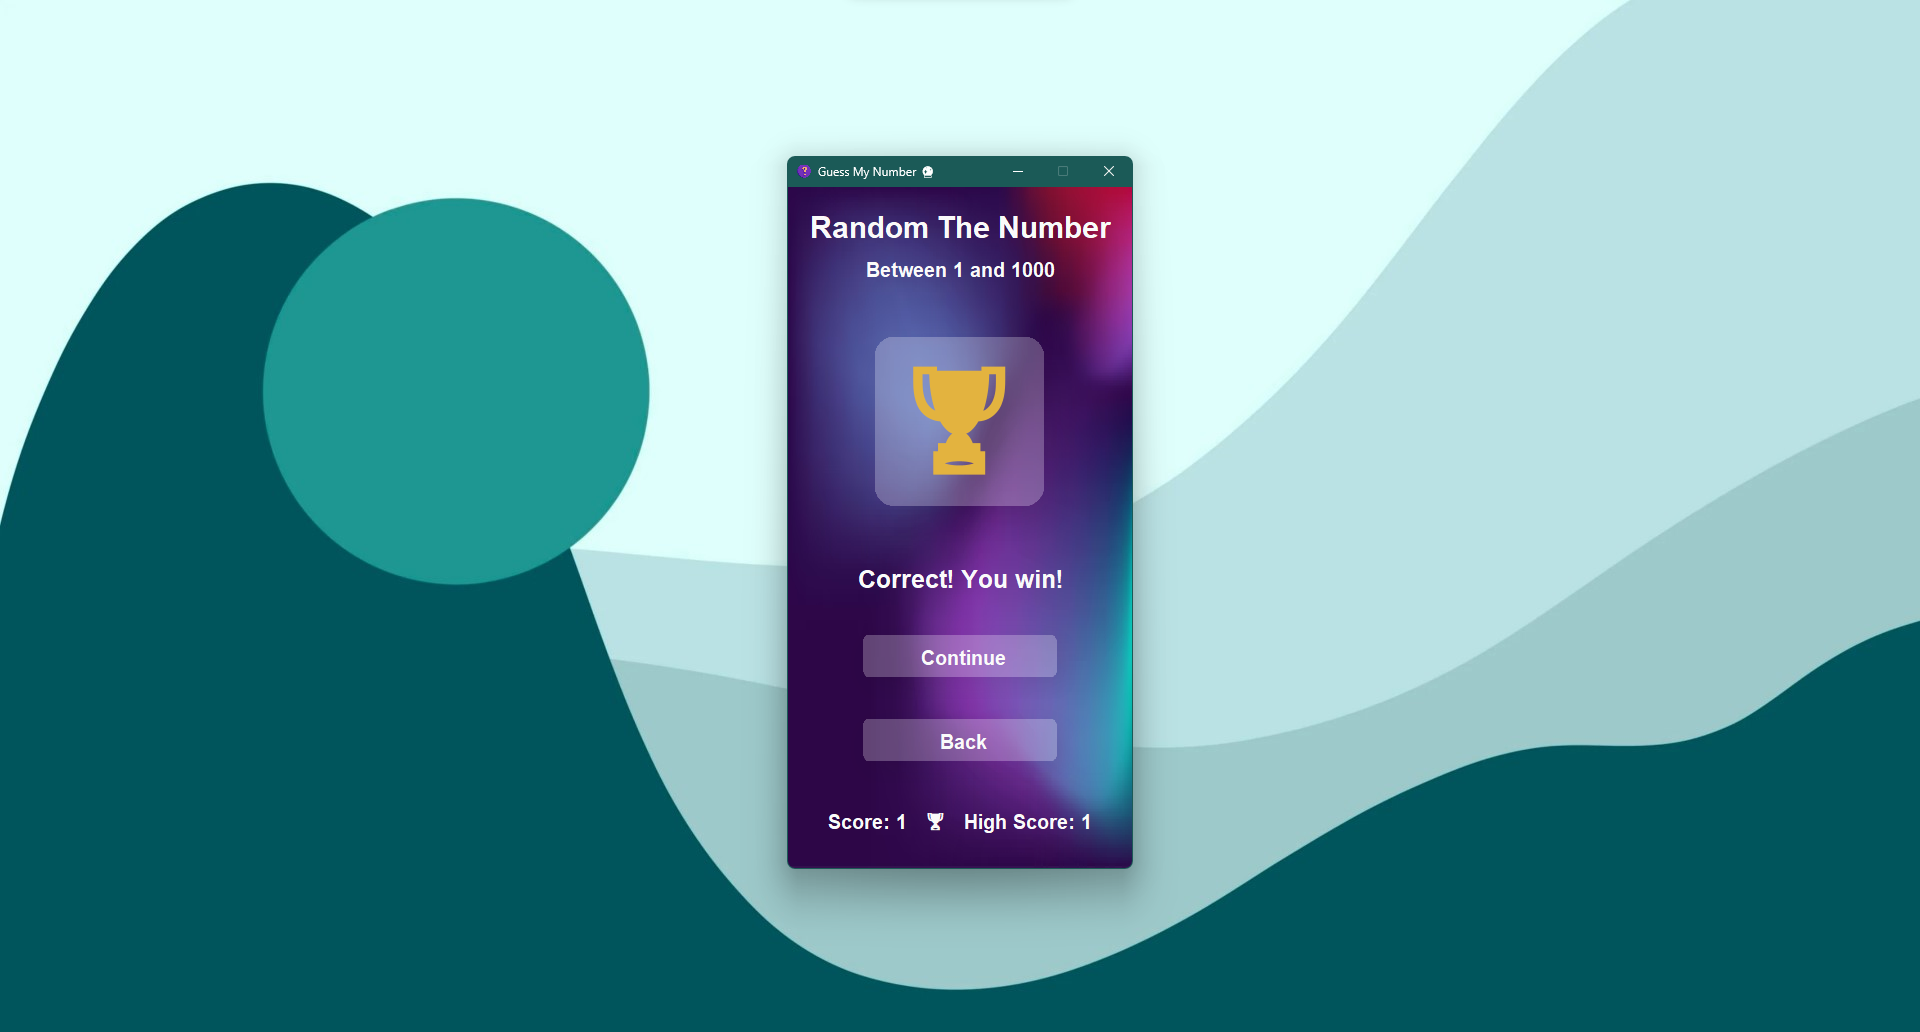 Guess My Number
Random The Number
Between 1 and 1000
Correct! You win!
Continue
Back
Score: 1 High Score: 1